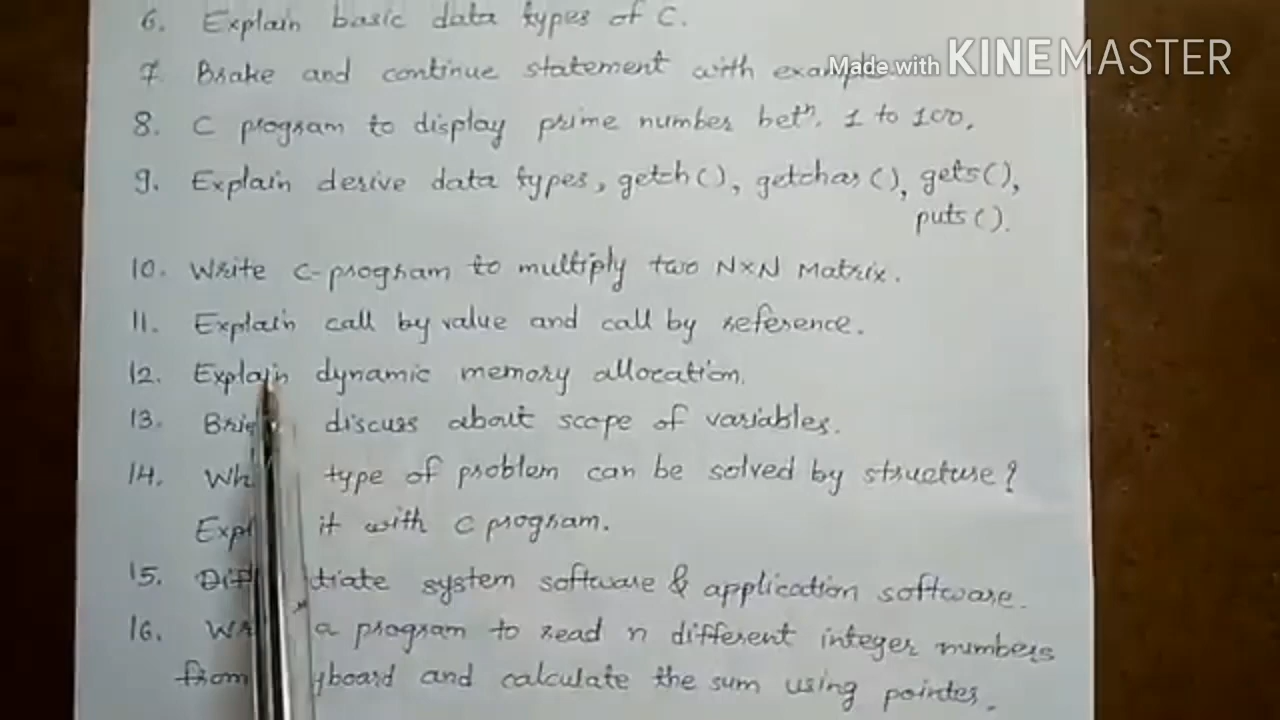 6. Explain basic data types of C.
7. Brake and continue statement with example
Made with KINEMASTER
8. C program to display prime number betn. 1 to 100.
9. Explain derive data types, getch(), getchar(), gets(),
puts().
10. Write C-program to multiply two N×N Matrix.
11. Explain call by value and call by reference.
12. Explain dynamic memory allocation.
13. discuss about scope of variables.
14. type of problem can be solved by structure?
it with C program.
15. system software & application software.
16. a program to read n different integer numbers
from and calculate the sum using pointer.